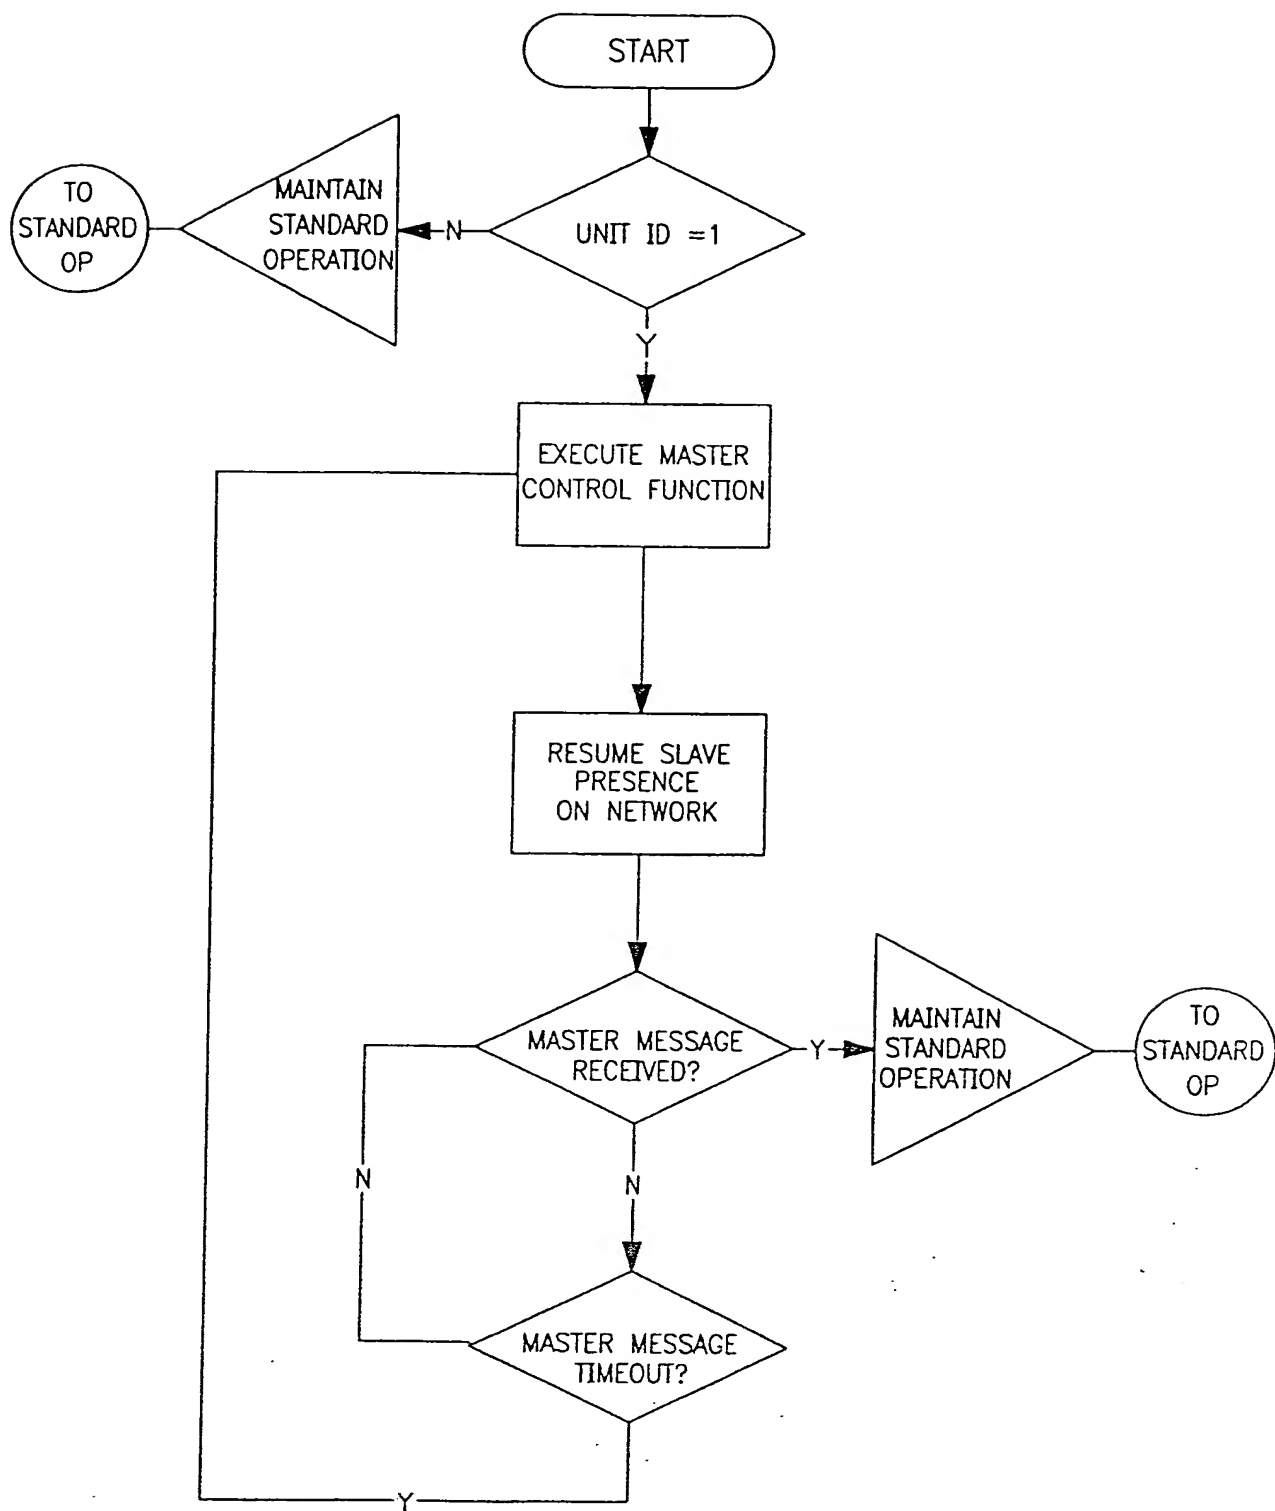 START
UNIT ID =1
N
MAINTAIN
STANDARD
OPERATION
TO
STANDARD
OP
Y
EXECUTE MASTER
CONTROL FUNCTION
RESUME SLAVE
PRESENCE
ON NETWORK
MASTER MESSAGE
RECEIVED?
Y
MAINTAIN
STANDARD
OPERATION
TO
STANDARD
OP
N
N
MASTER MESSAGE
TIMEOUT?
Y